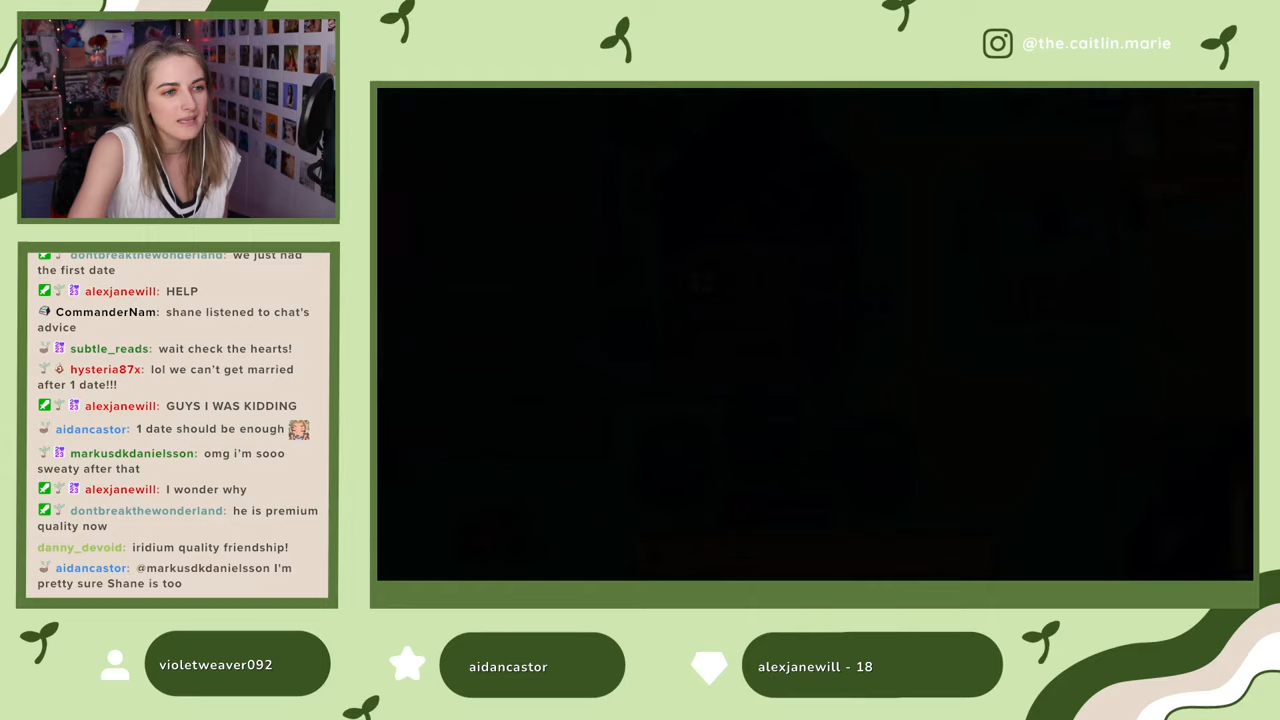 @the.caitlin.marie
dontbreakthewonderland: we just had
the first date
alexjanewill: HELP
CommanderNam: shane listened to chat's
advice
subtle_reads: wait check the hearts!
hysteria87x: lol we can't get married
after 1 date!!!
alexjanewill: GUYS I WAS KIDDING
aidancastor: 1 date should be enough
markusdkdanielsson: omg i'm sooo
sweaty after that
alexjanewill: I wonder why
dontbreakthewonderland: he is premium
quality now
danny_devoid: iridium quality friendship!
aidancastor: @markusdkdanielsson I'm
pretty sure Shane is too
violetweaver092
aidancastor
alexjanewill - 18